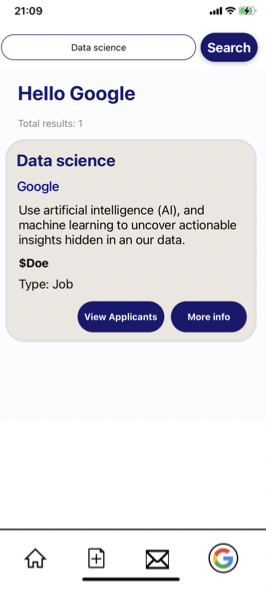 21:09
Data science
Search
Hello Google
Total results: 1
Data science
Google
Use artificial intelligence (AI), and
machine learning to uncover actionable
insights hidden in an our data.
$Doe
Type: Job
View Applicants
More info